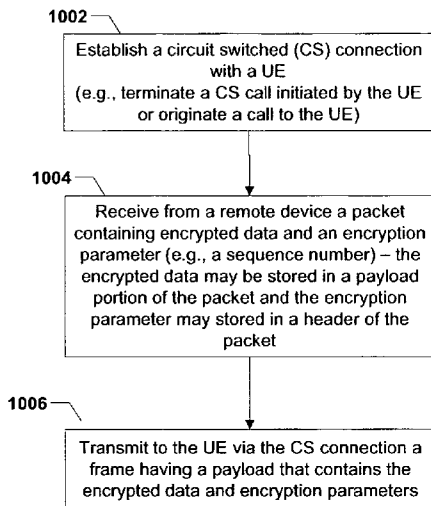 1002
Establish a circuit switched (CS) connection
with a UE
(e.g., terminate a CS call initiated by the UE
or originate a call to the UE)
1004
Receive from a remote device a packet
containing encrypted data and an encryption
parameter (e.g., a sequence number) – the
encrypted data may be stored in a payload
portion of the packet and the encryption
parameter may stored in a header of the
packet
1006
Transmit to the UE via the CS connection a
frame having a payload that contains the
encrypted data and encryption parameters